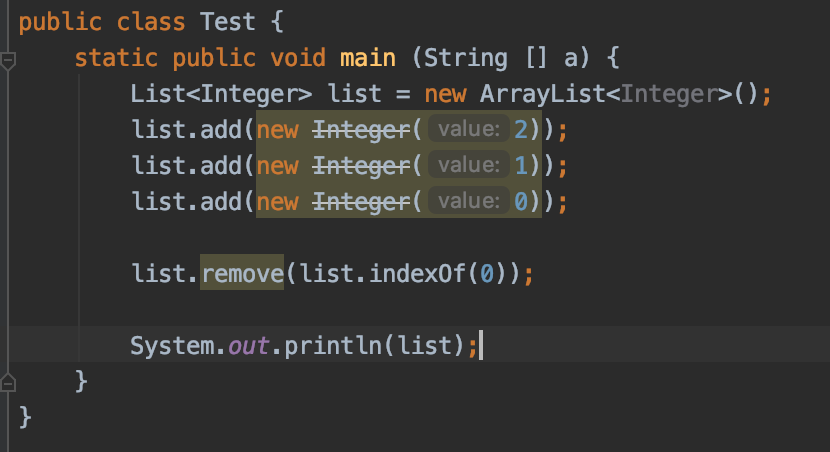 public class Test {
static public void main (String [] a) {
List<Integer> list = new ArrayList<Integer>();
list.add(new Integer( value: 2));
list.add(new Integer( value: 1));
list.add(new Integer( value: 0));
list.remove(list.indexOf(0));
System.out.println(list);
}
}